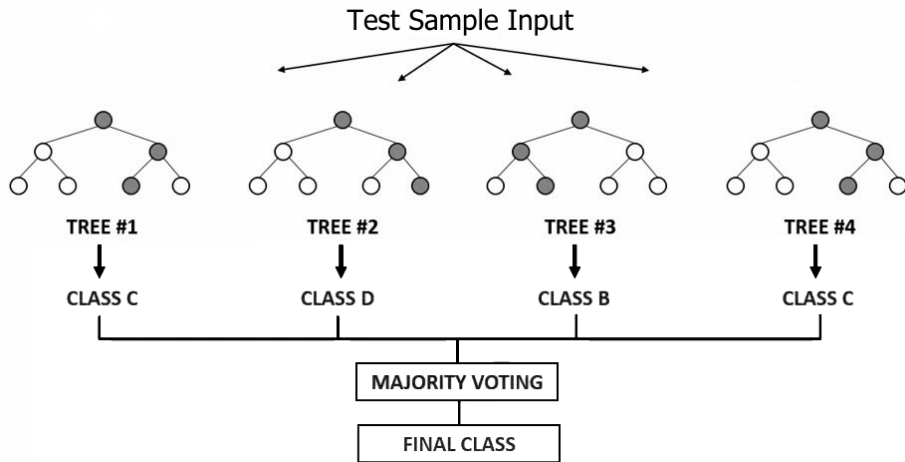 Test Sample Input
TREE #1 TREE #2 TREE #3 TREE #4
CLASS C CLASS D CLASS B CLASS C
MAJORITY VOTING
FINAL CLASS